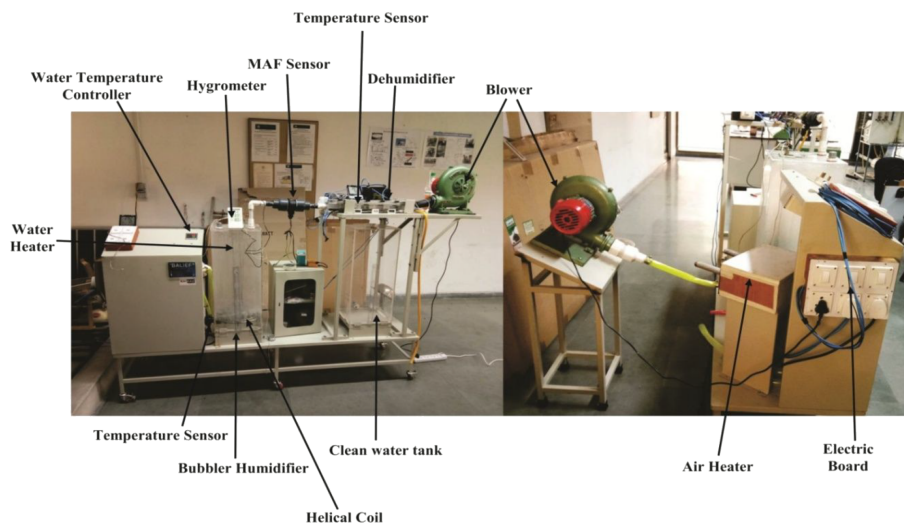 Temperature Sensor
MAF Sensor
Dehumidifier
Water Temperature
Controller
Hygrometer
Blower
Water
Heater
Temperature Sensor
Bubbler Humidifier
Clean water tank
Helical Coil
Air Heater
Electric
Board